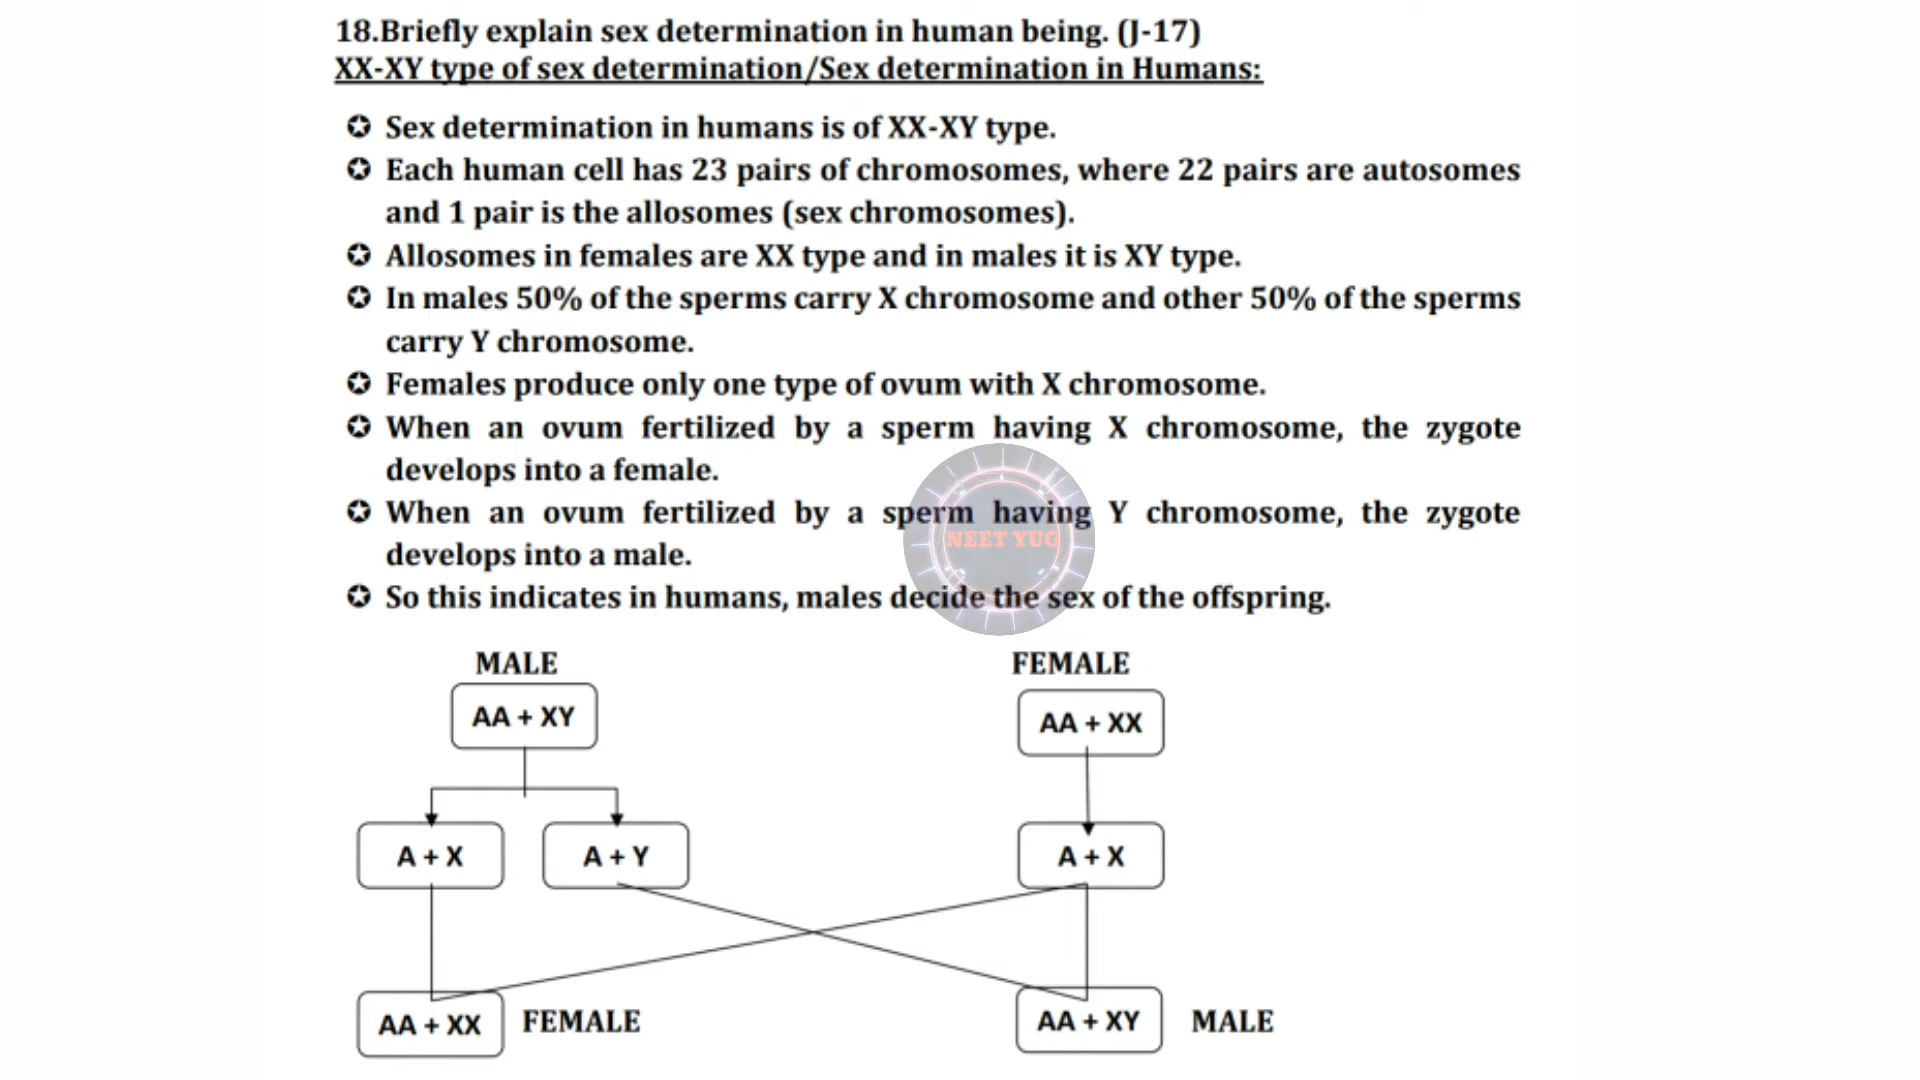 18.Briefly explain sex determination in human being. (J-17)
XX-XY type of sex determination/Sex determination in Humans:
✪ Sex determination in humans is of XX-XY type.
✪ Each human cell has 23 pairs of chromosomes, where 22 pairs are autosomes
and 1 pair is the allosomes (sex chromosomes).
✪ Allosomes in females are XX type and in males it is XY type.
✪ In males 50% of the sperms carry X chromosome and other 50% of the sperms
carry Y chromosome.
✪ Females produce only one type of ovum with X chromosome.
✪ When an ovum fertilized by a sperm having X chromosome, the zygote
develops into a female.
✪ When an ovum fertilized by a sperm having Y chromosome, the zygote
develops into a male.
NEET YUG
✪ So this indicates in humans, males decide the sex of the offspring.
MALE
FEMALE
AA + XY
AA + XX
A + X
A + Y
A + X
AA + XX
FEMALE
AA + XY
MALE